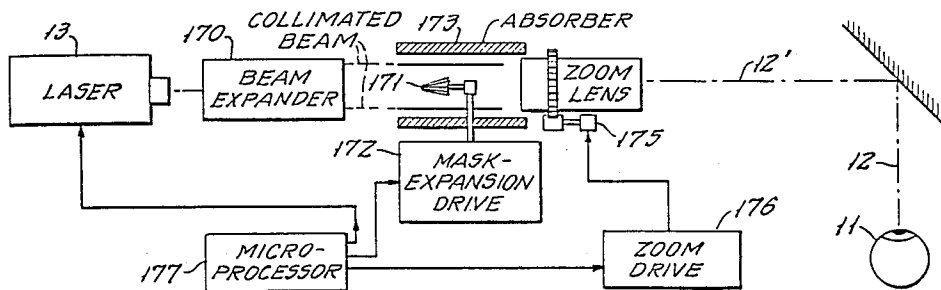 13
LASER
170
BEAM
EXPANDER
COLLIMATED
BEAM
173
ABSORBER
171
ZOOM
LENS
175
12'
12
11
172
MASK-
EXPANSION
DRIVE
176
ZOOM
DRIVE
177
MICRO-
PROCESSOR